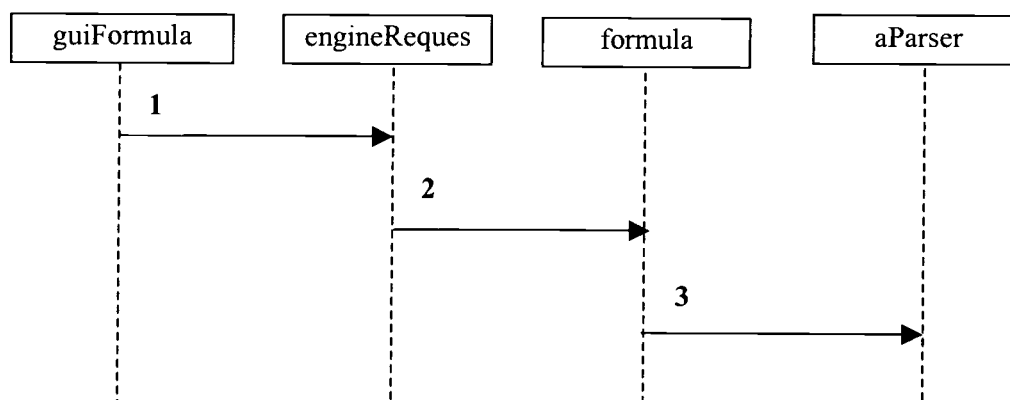 guiFormula
engineReques
formula
aParser
1
2
3